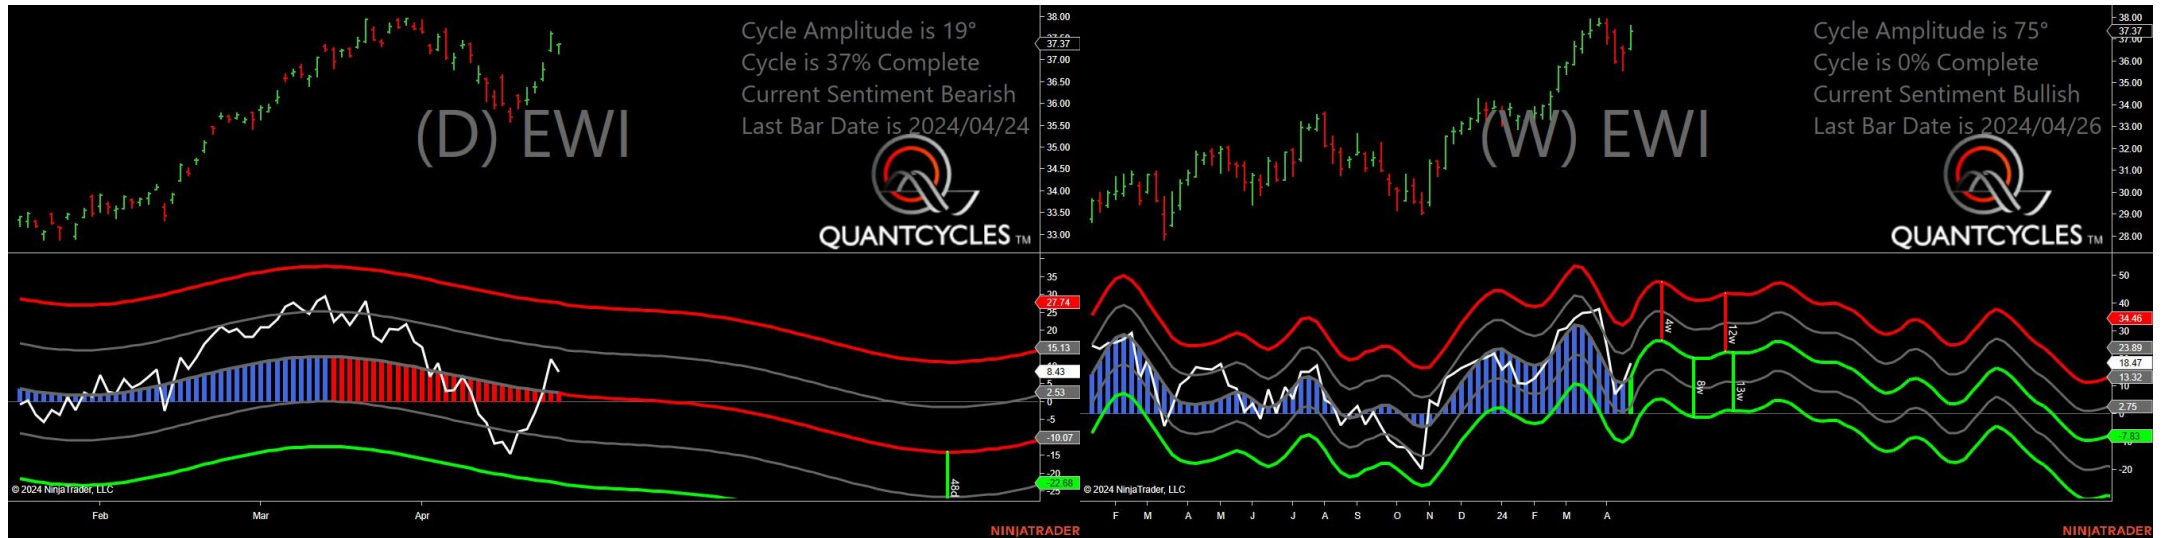 Cycle Amplitude is 19°
Cycle is 37% Complete
Current Sentiment Bearish
Last Bar Date is 2024/04/24
(D) EWI
QUANTCYCLES TM
38.00
37.37
37.00
36.50
36.00
35.50
35.00
34.50
34.00
33.50
33.00
35
30
27.74
25
20
15.13
8.43
5
2.53
0
-5
-10.07
-15
-20
-22.68
-25
48d
© 2024 NinjaTrader, LLC
Feb Mar Apr
NINJATRADER
Cycle Amplitude is 75°
Cycle is 0% Complete
Current Sentiment Bullish
Last Bar Date is 2024/04/26
(W) EWI
QUANTCYCLES TM
38.00
37.37
37.00
36.00
35.00
34.00
33.00
32.00
31.00
30.00
29.00
28.00
50
40
34.46
30
23.89
18.47
13.32
10
2.75
-7.83
-20
4w
12w
8w
13w
© 2024 NinjaTrader, LLC
F M A M J J A S O N D 24 F M A
NINJATRADER